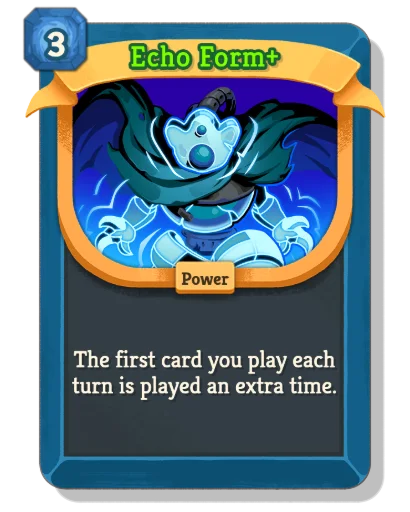 3
Echo Form+
Power
The first card you play each
turn is played an extra time.